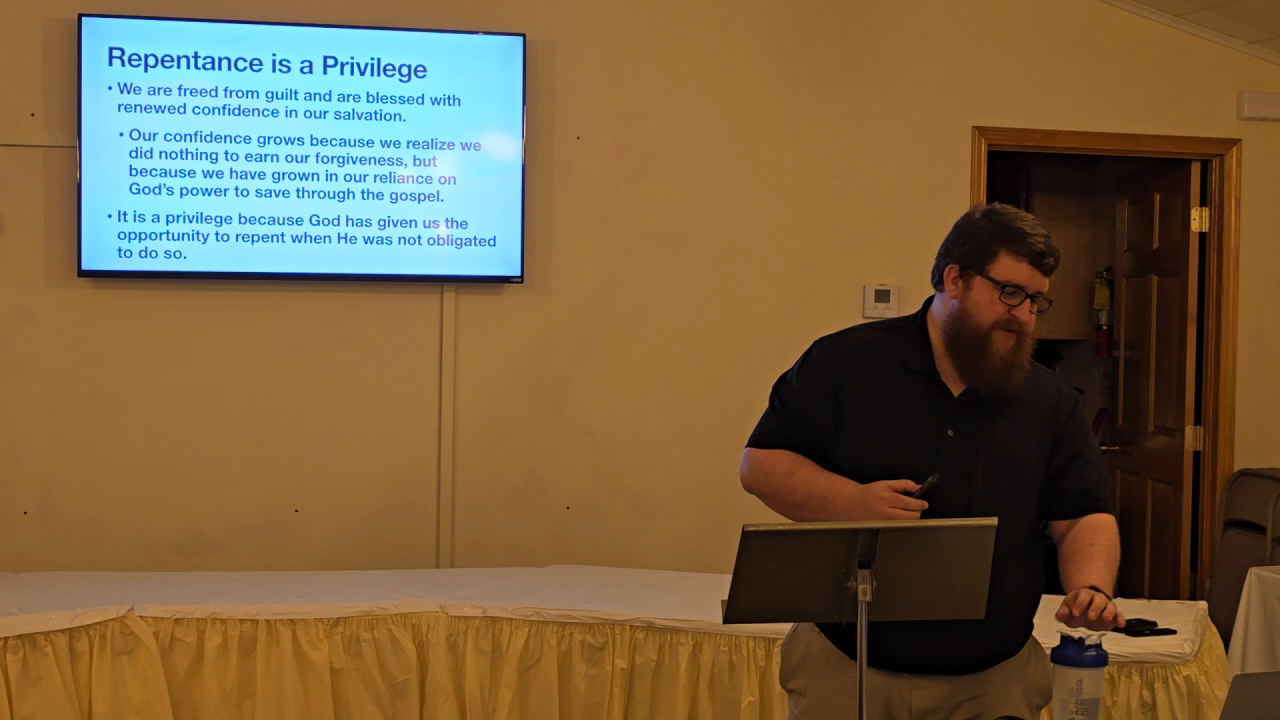 Repentance is a Privilege
• We are freed from guilt and are blessed with
renewed confidence in our salvation.
• Our confidence grows because we realize we
did nothing to earn our forgiveness, but
because we have grown in our reliance on
God's power to save through the gospel.
• It is a privilege because God has given us the
opportunity to repent when He was not obligated
to do so.